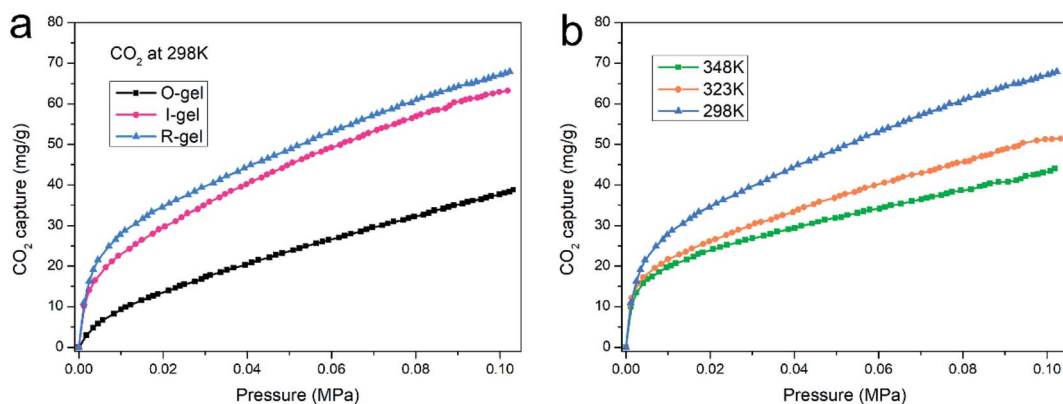 a
CO₂ at 298K
O-gel
I-gel
R-gel
CO₂ capture (mg/g)
80
70
60
50
40
30
20
10
0
0.00
0.02
0.04
0.06
0.08
0.10
Pressure (MPa)
b
348K
323K
298K
CO₂ capture (mg/g)
80
70
60
50
40
30
20
10
0
0.00
0.02
0.04
0.06
0.08
0.10
Pressure (MPa)